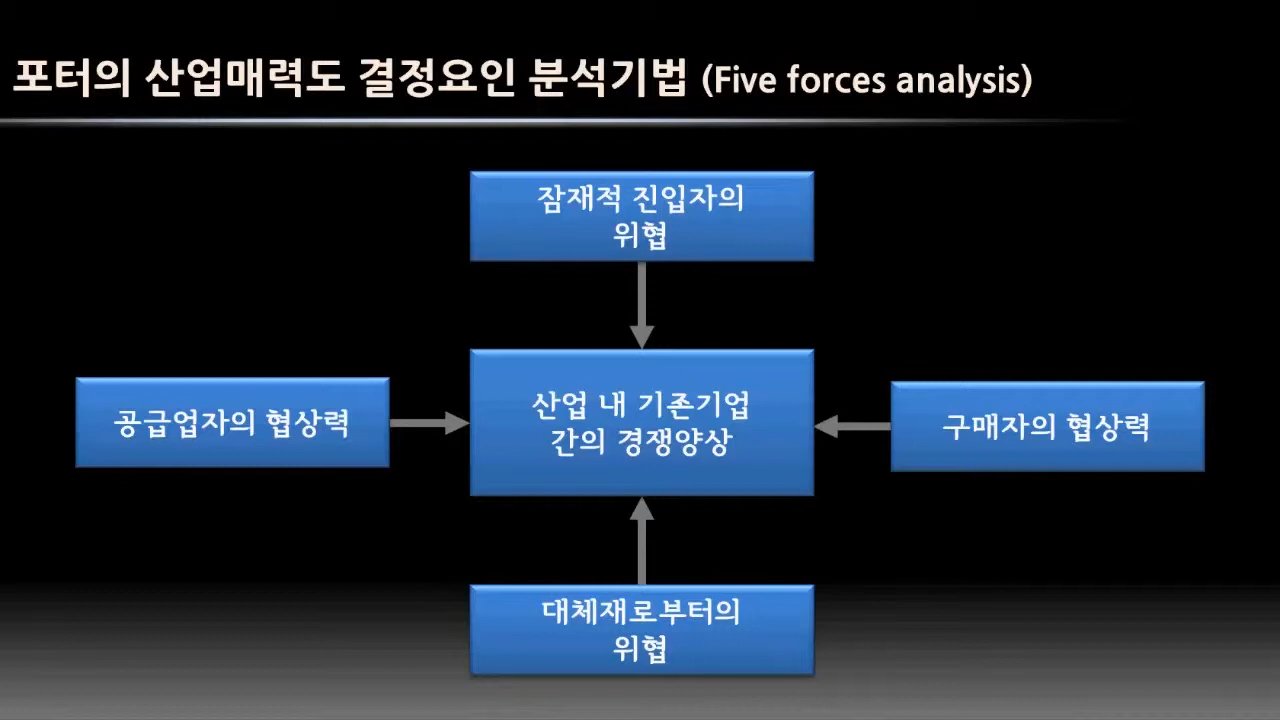 포터의 산업매력도 결정요인 분석기법 (Five forces analysis)
잠재적 진입자의
위협
공급업자의 협상력
산업 내 기존기업
간의 경쟁양상
구매자의 협상력
대체재로부터의
위협